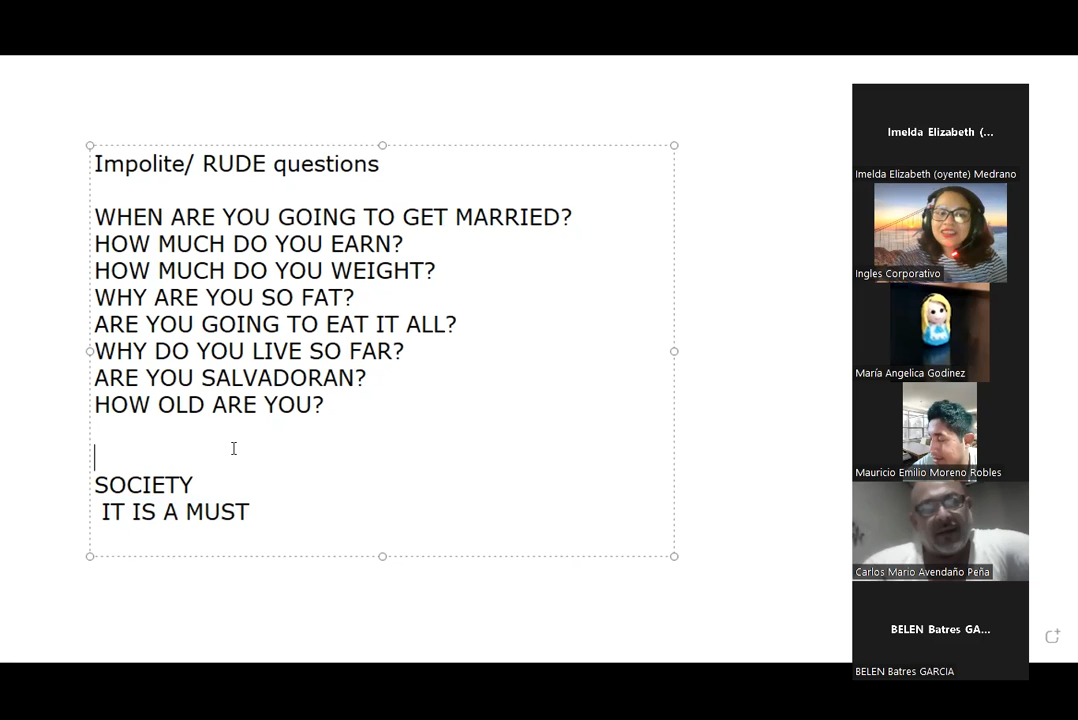 Impolite/ RUDE questions
WHEN ARE YOU GOING TO GET MARRIED?
HOW MUCH DO YOU EARN?
HOW MUCH DO YOU WEIGHT?
WHY ARE YOU SO FAT?
ARE YOU GOING TO EAT IT ALL?
WHY DO YOU LIVE SO FAR?
ARE YOU SALVADORAN?
HOW OLD ARE YOU?
SOCIETY
IT IS A MUST
Imelda Elizabeth (...
Imelda Elizabeth (oyente) Medrano
Ingles Corporativo
María Angelica Godinez
Mauricio Emilio Moreno Robles
Carlos Mario Avendaño Peña
BELEN Batres GA...
BELEN Batres GARCIA